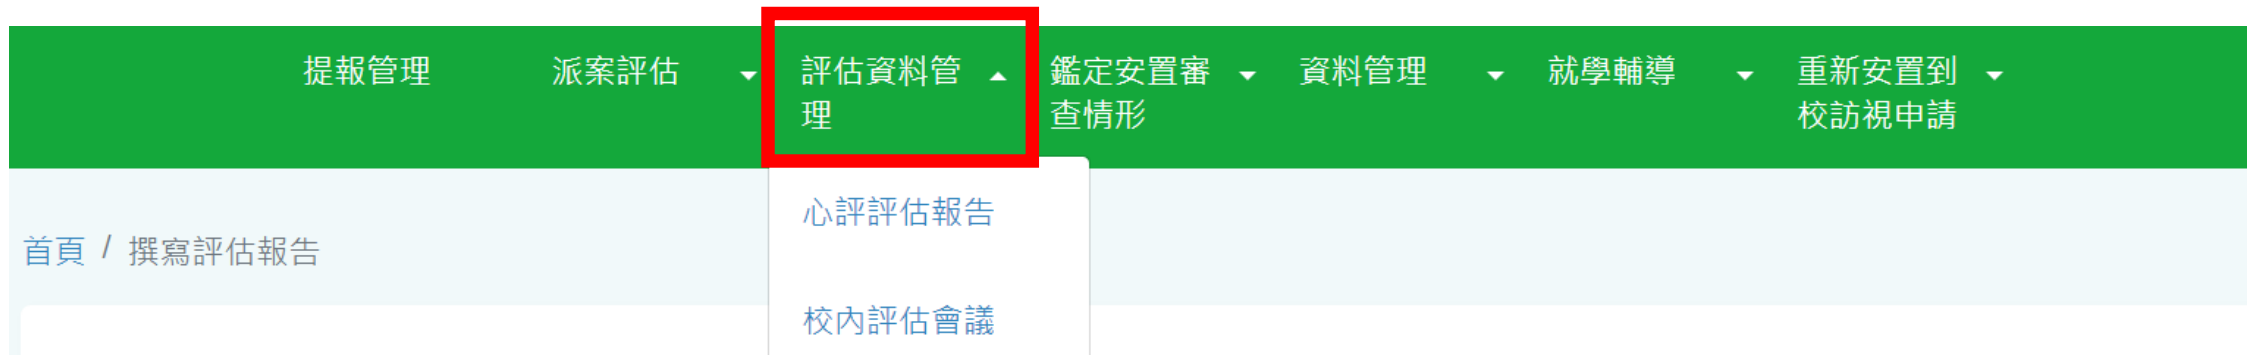 提報管理
派案評估
評估資料管
理
鑑定安置審
查情形
資料管理
就學輔導
重新安置到
校訪視申請
心評評估報告
首頁 / 撰寫評估報告
校內評估會議